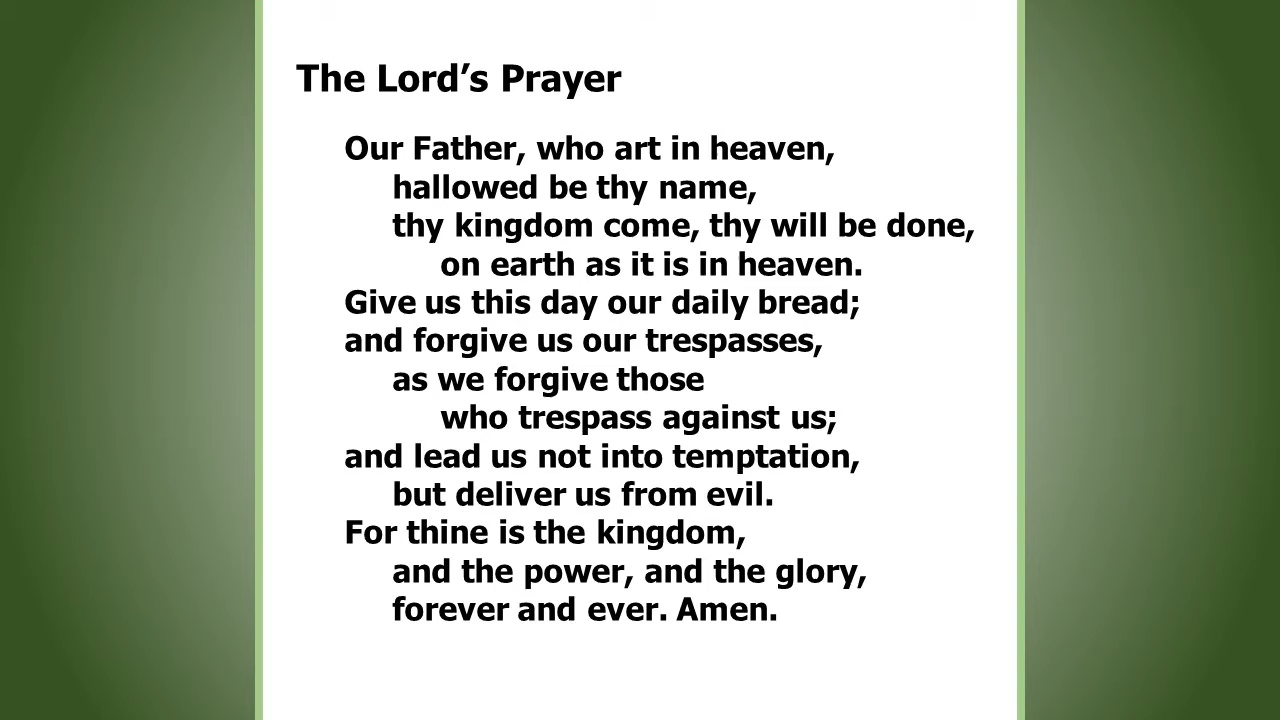 The Lord’s Prayer
Our Father, who art in heaven,
hallowed be thy name,
thy kingdom come, thy will be done,
on earth as it is in heaven.
Give us this day our daily bread;
and forgive us our trespasses,
as we forgive those
who trespass against us;
and lead us not into temptation,
but deliver us from evil.
For thine is the kingdom,
and the power, and the glory,
forever and ever. Amen.